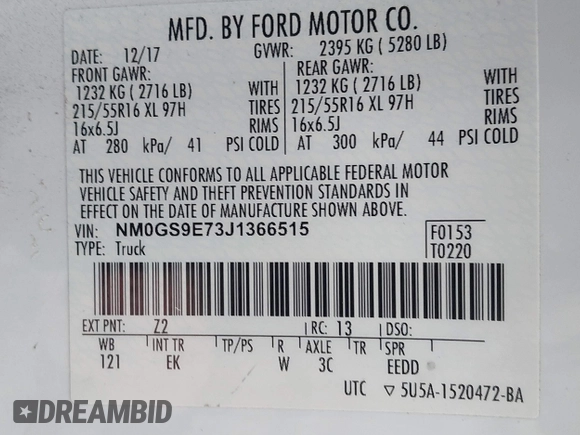 MFD. BY FORD MOTOR CO.
DATE: 12/17 GVWR: 2395 KG ( 5280 LB)
FRONT GAWR: REAR GAWR:
1232 KG ( 2716 LB) WITH 1232 KG ( 2716 LB) WITH
215/55R16 XL 97H TIRES 215/55R16 XL 97H TIRES
16x6.5J RIMS 16x6.5J RIMS
AT 280 kPa/ 41 PSI COLD AT 300 kPa/ 44 PSI COLD
THIS VEHICLE CONFORMS TO ALL APPLICABLE FEDERAL MOTOR
VEHICLE SAFETY AND THEFT PREVENTION STANDARDS IN
EFFECT ON THE DATE OF MANUFACTURE SHOWN ABOVE.
VIN: NM0GS9E73J1366515 F0153
TYPE: Truck T0220
EXT PNT: Z2 RC: 13 DSO:
WB INT TR TP/PS R AXLE TR SPR
121 EK W 3C EEDD
UTC ▽ 5U5A-1520472-BA
DREAMBID